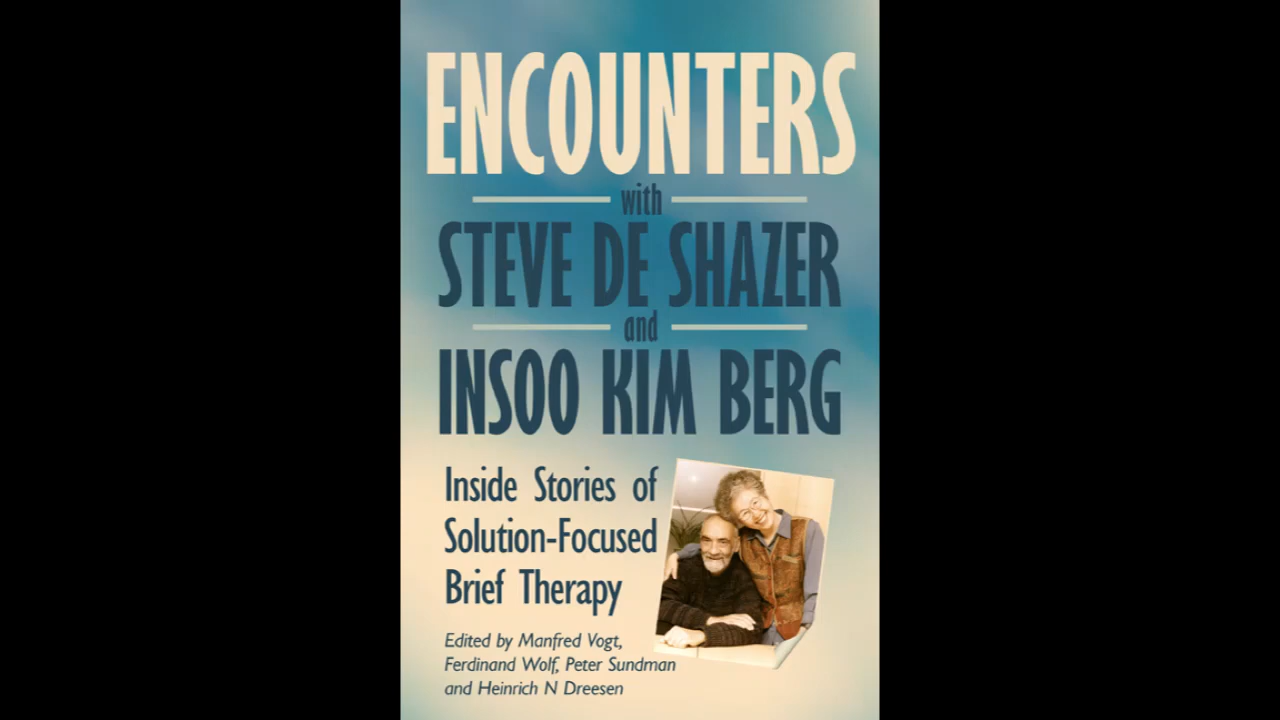 ENCOUNTERS
with
STEVE DE SHAZER
and
INSOO KIM BERG
Inside Stories of
Solution-Focused
Brief Therapy
Edited by Manfred Vogt,
Ferdinand Wolf, Peter Sundman
and Heinrich N Dreesen